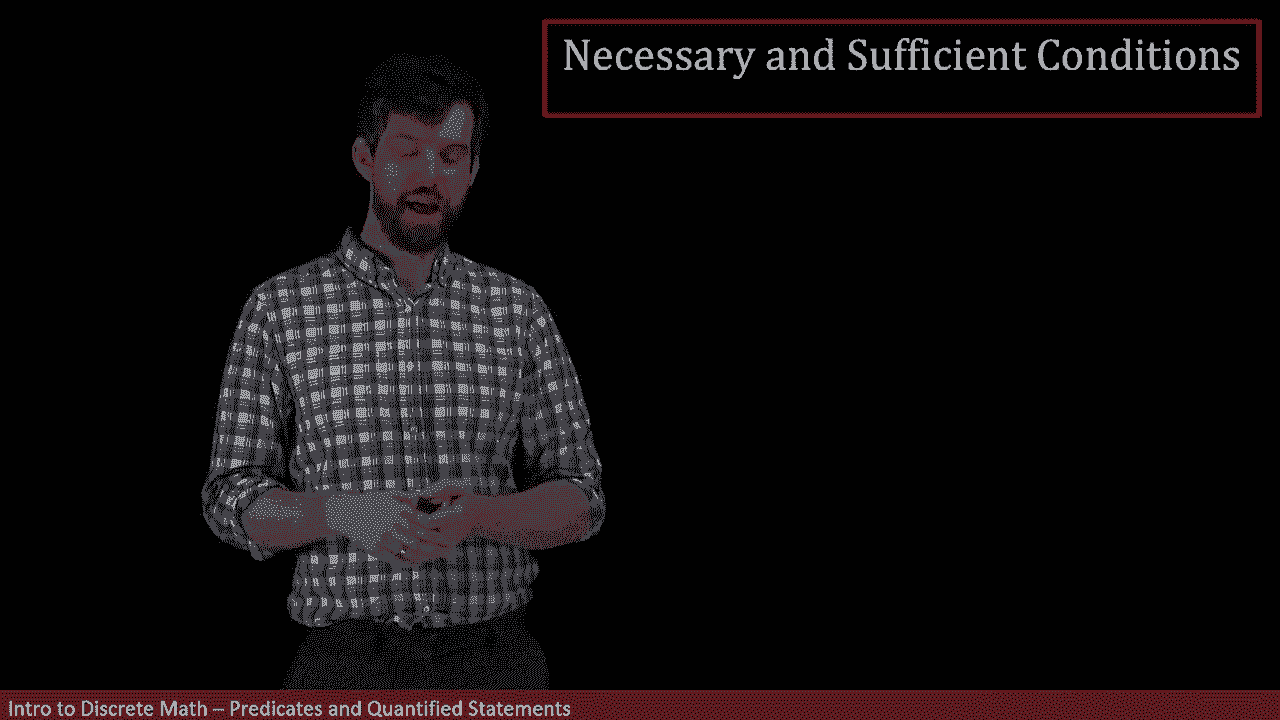 Necessary and Sufficient Conditions
Intro to Discrete Math – Predicates and Quantified Statements